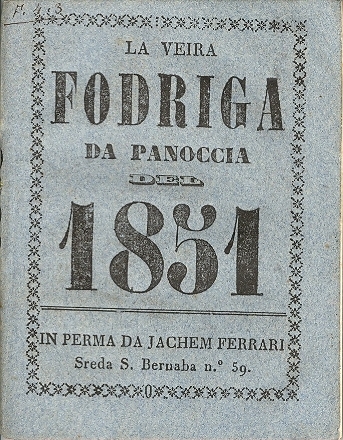 LA VEIRA
FODRIGA
DA PANOCCIA
DEL
1851
IN PERMA DA JACHEM FERRARI
Sreda S. Bernaba n.º 59.